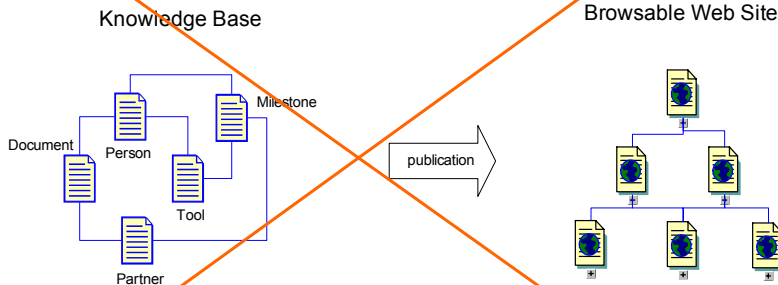 Knowledge Base
Browsable Web Site
Milestone
Document
Person
publication
Tool
Partner